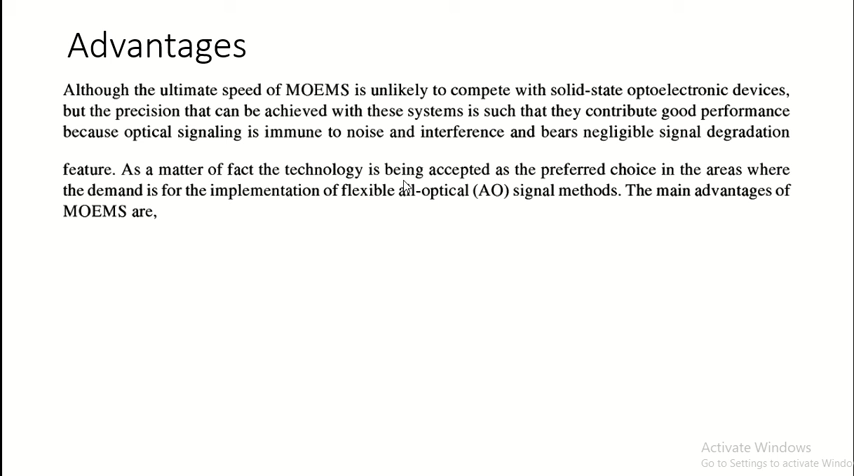 Advantages
Although the ultimate speed of MOEMS is unlikely to compete with solid-state optoelectronic devices,
but the precision that can be achieved with these systems is such that they contribute good performance
because optical signaling is immune to noise and interference and bears negligible signal degradation
feature. As a matter of fact the technology is being accepted as the preferred choice in the areas where
the demand is for the implementation of flexible all-optical (AO) signal methods. The main advantages of
MOEMS are,
Activate Windows
Go to Settings to activate Windo